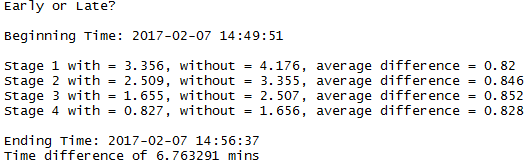 Early or Late?
Beginning Time: 2017-02-07 14:49:51
Stage 1 with = 3.356, without = 4.176, average difference = 0.82
Stage 2 with = 2.509, without = 3.355, average difference = 0.846
Stage 3 with = 1.655, without = 2.507, average difference = 0.852
Stage 4 with = 0.827, without = 1.656, average difference = 0.828
Ending Time: 2017-02-07 14:56:37
Time difference of 6.763291 mins